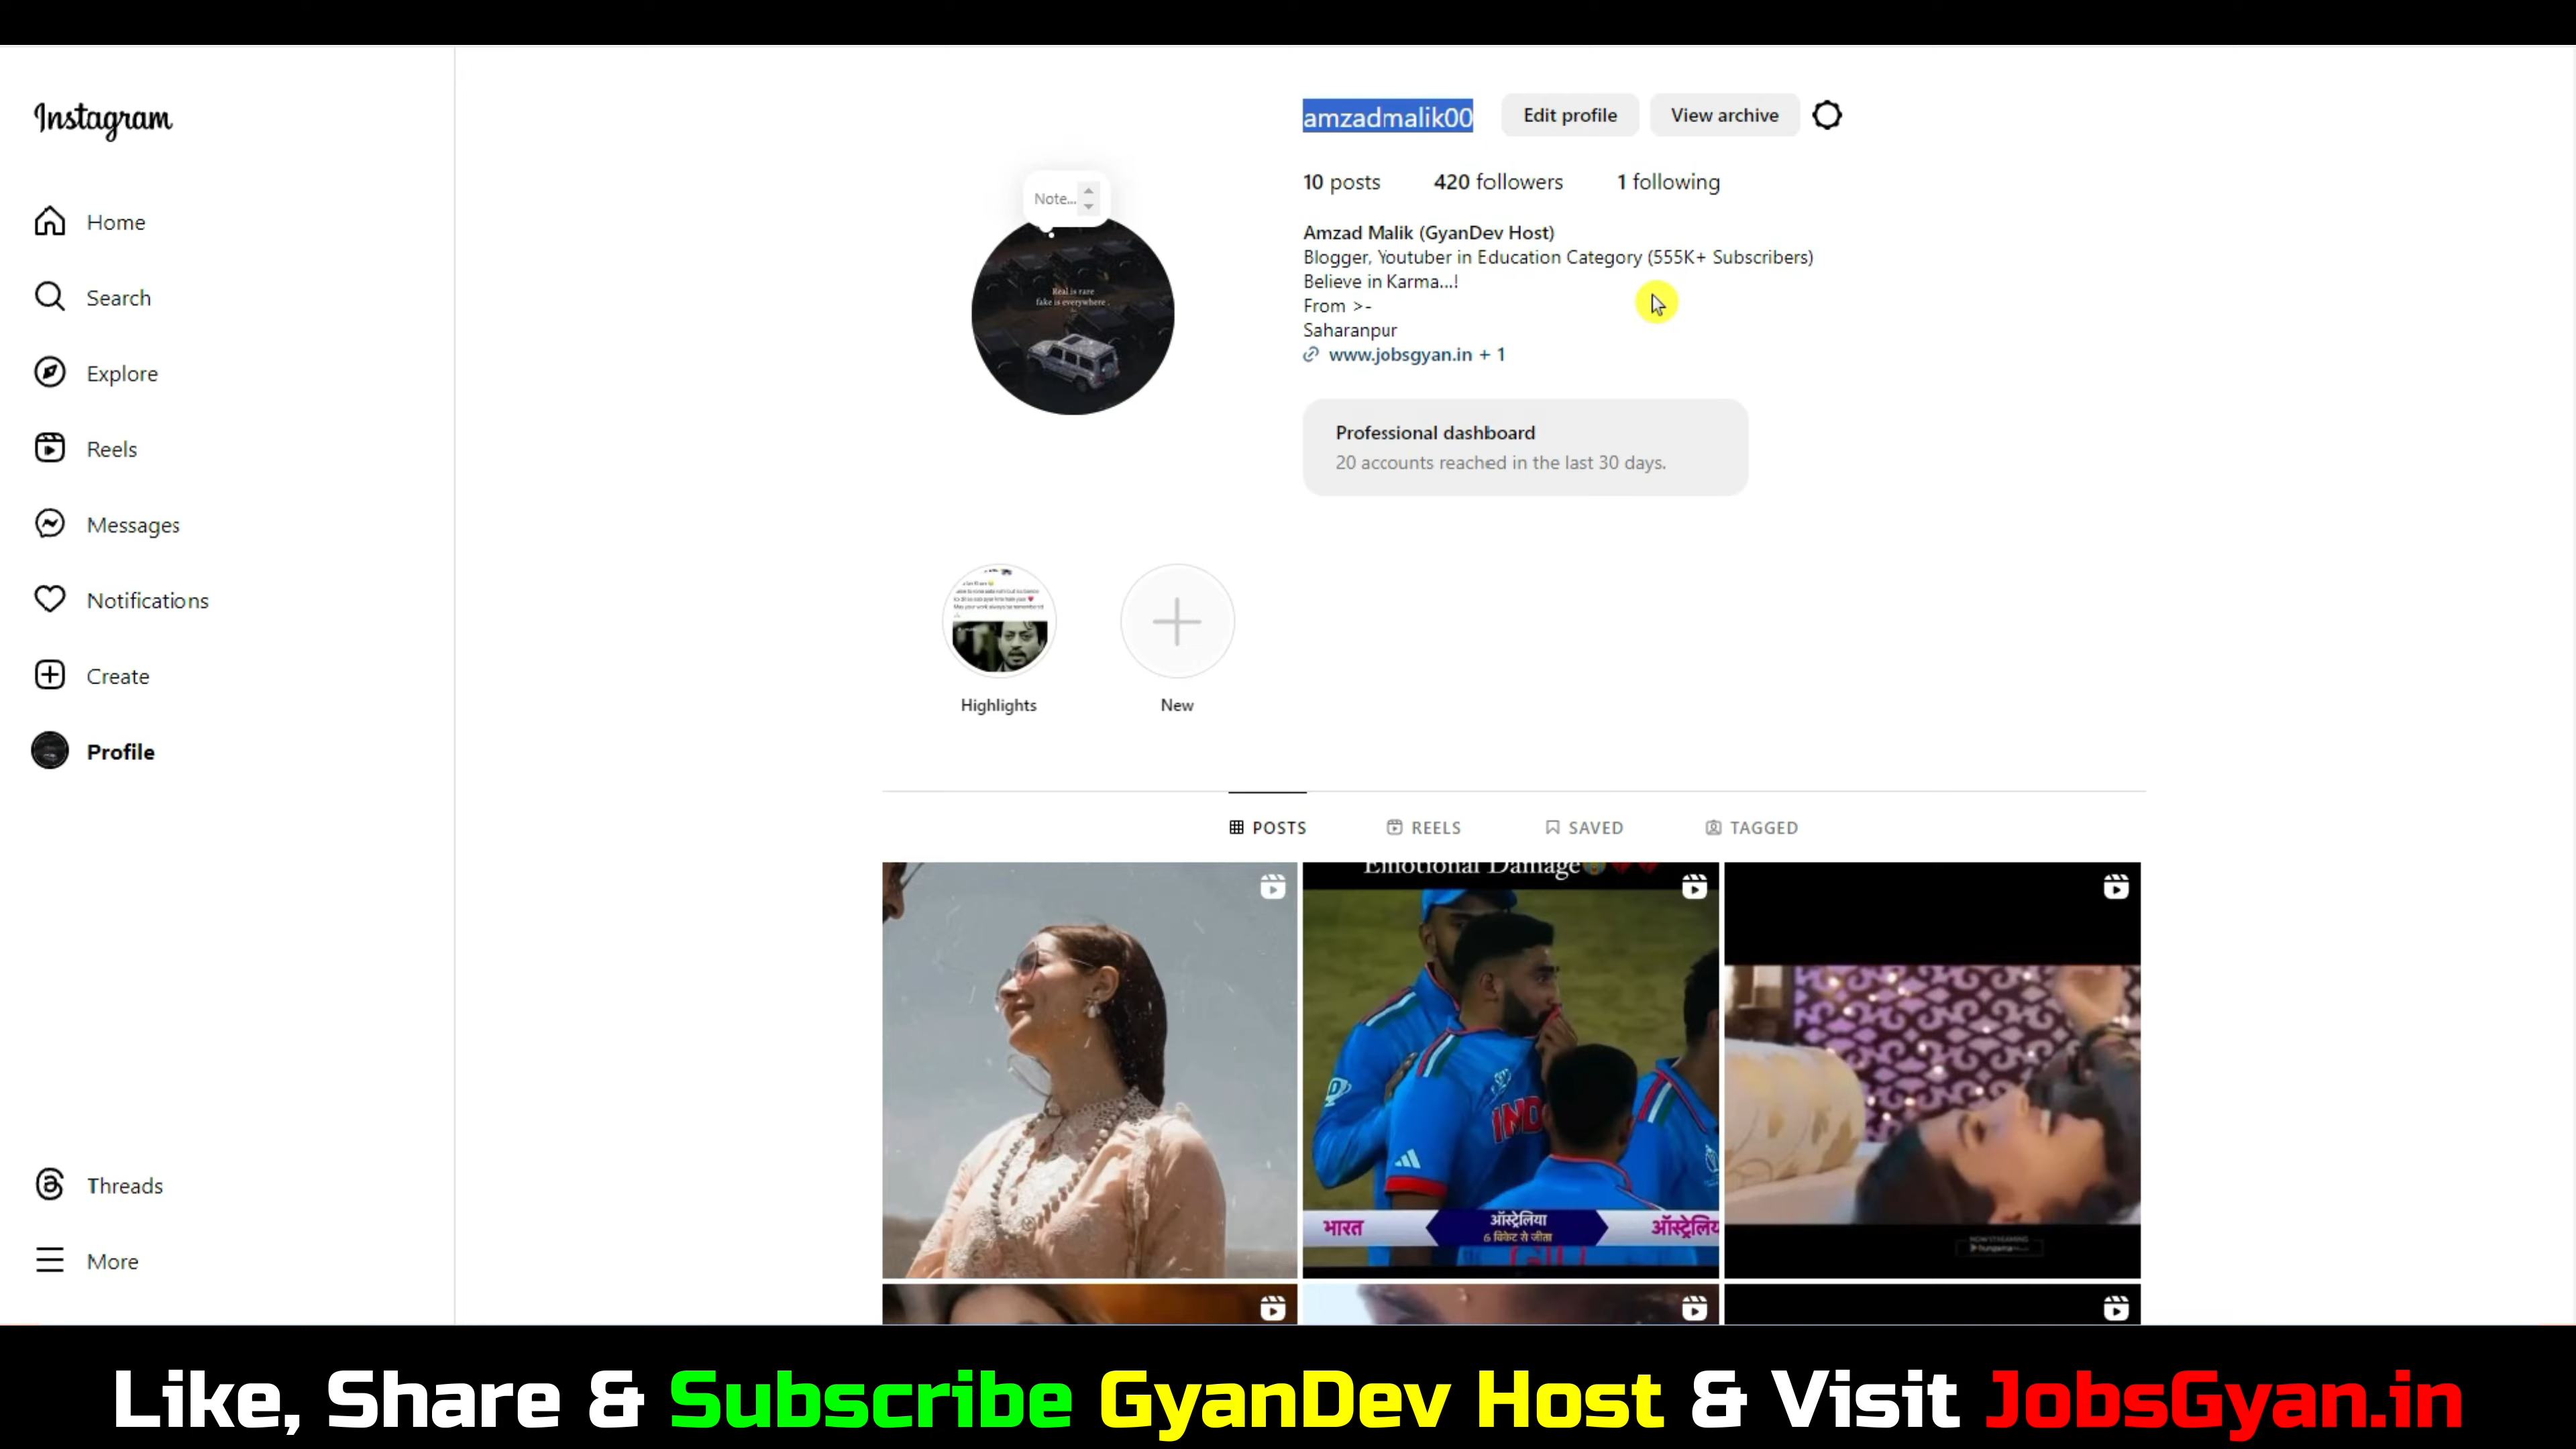 Instagram
Home
Search
Explore
Reels
Messages
Notifications
Create
Profile
Threads
More
amzadmalik00
Edit profile
View archive
10 posts
420 followers
1 following
Note...
Real is rare
fake is everywhere .
Amzad Malik (GyanDev Host)
Blogger, Youtuber in Education Category (555K+ Subscribers)
Believe in Karma...!
From >-
Saharanpur
www.jobsgyan.in + 1
Professional dashboard
20 accounts reached in the last 30 days.
Highlights
New
POSTS
REELS
SAVED
TAGGED
Emotional Damage
IND
भारत
ऑस्ट्रेलिया
6 विकेट से जीता
NOW STREAMING
Like, Share & Subscribe GyanDev Host & Visit JobsGyan.in